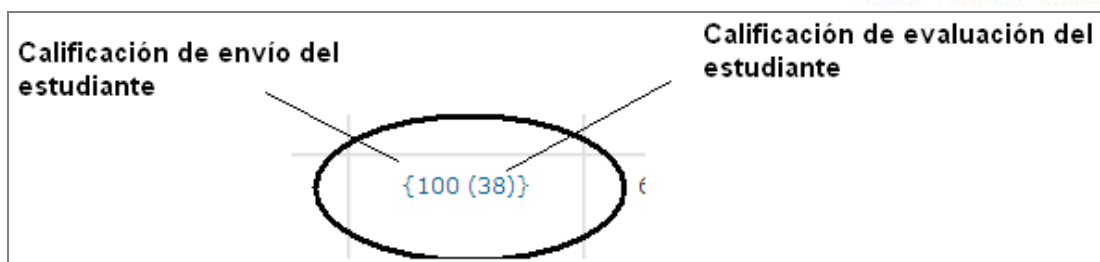 Calificación de envío del
estudiante
Calificación de evaluación del
estudiante
{100 (38)}